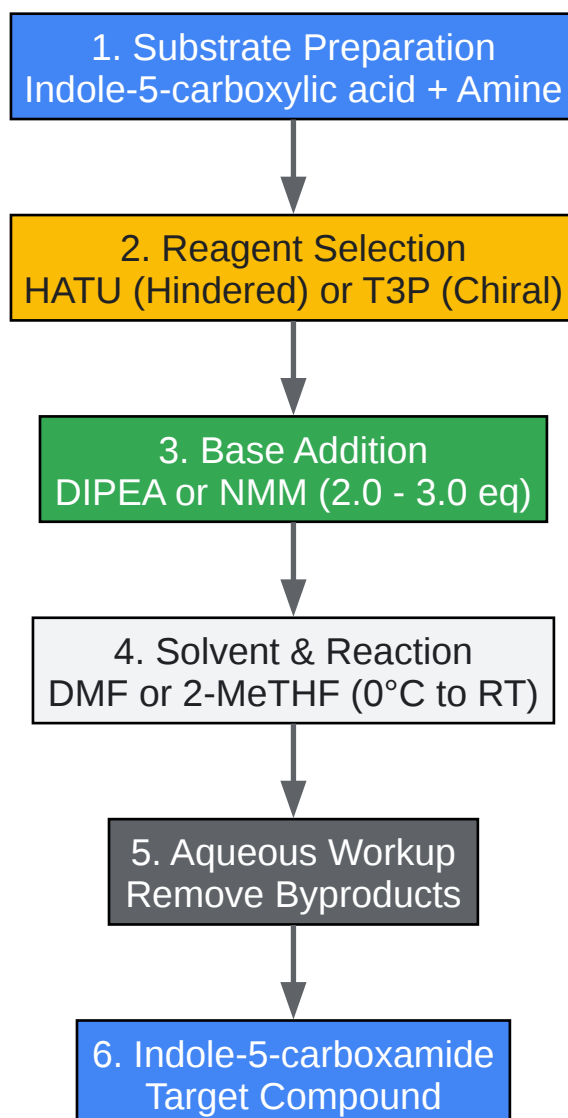 1. Substrate Preparation
Indole-5-carboxylic acid + Amine
2. Reagent Selection
HATU (Hindered) or T3P (Chiral)
3. Base Addition
DIPEA or NMM (2.0 - 3.0 eq)
4. Solvent & Reaction
DMF or 2-MeTHF (0°C to RT)
5. Aqueous Workup
Remove Byproducts
6. Indole-5-carboxamide
Target Compound